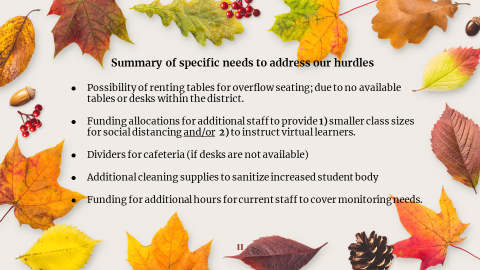 Summary of specific needs to address our hurdles
● Possibility of renting tables for overflow seating; due to no available
tables or desks within the district.
● Funding allocations for additional staff to provide 1) smaller class sizes
for social distancing and/or 2) to instruct virtual learners.
● Dividers for cafeteria (if desks are not available)
● Additional cleaning supplies to sanitize increased student body
● Funding for additional hours for current staff to cover monitoring needs.
11